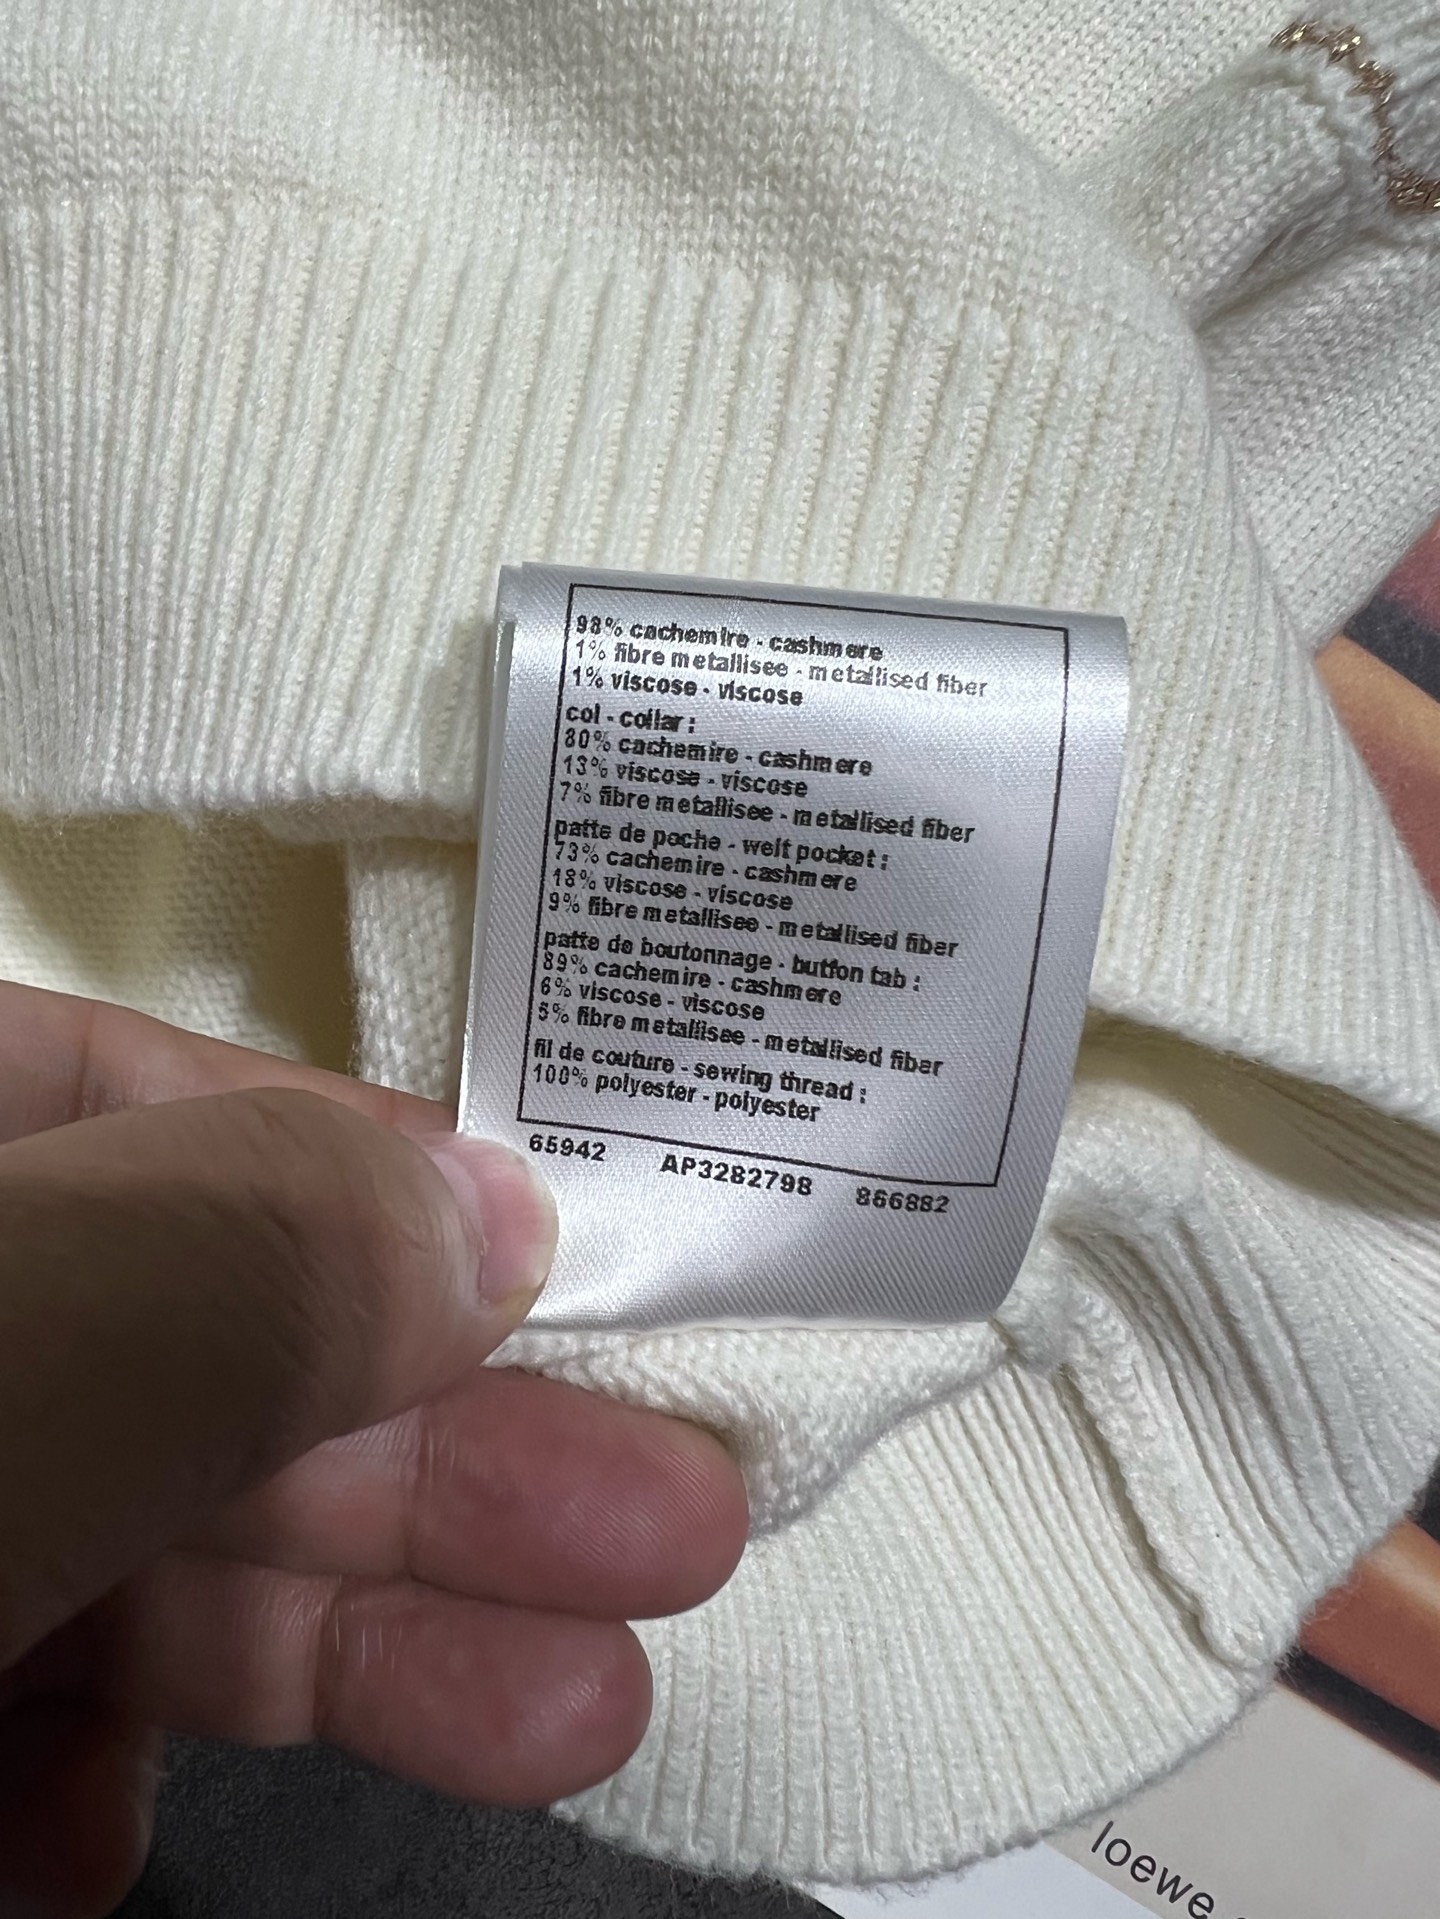 98% cachemire - cashmere
1% fibre metallisee - metallised fiber
1% viscose - viscose
col - collar :
80% cachemire - cashmere
13% viscose - viscose
7% fibre metallisee - metallised fiber
patte de poche - welt pocket :
73% cachemire - cashmere
18% viscose - viscose
9% fibre metallisee - metallised fiber
patte de boutonnage - button tab :
89% cachemire - cashmere
6% viscose - viscose
5% fibre metallisee - metallised fiber
fil de couture - sewing thread :
100% polyester - polyester
65942 AP3282798 866882
loewe